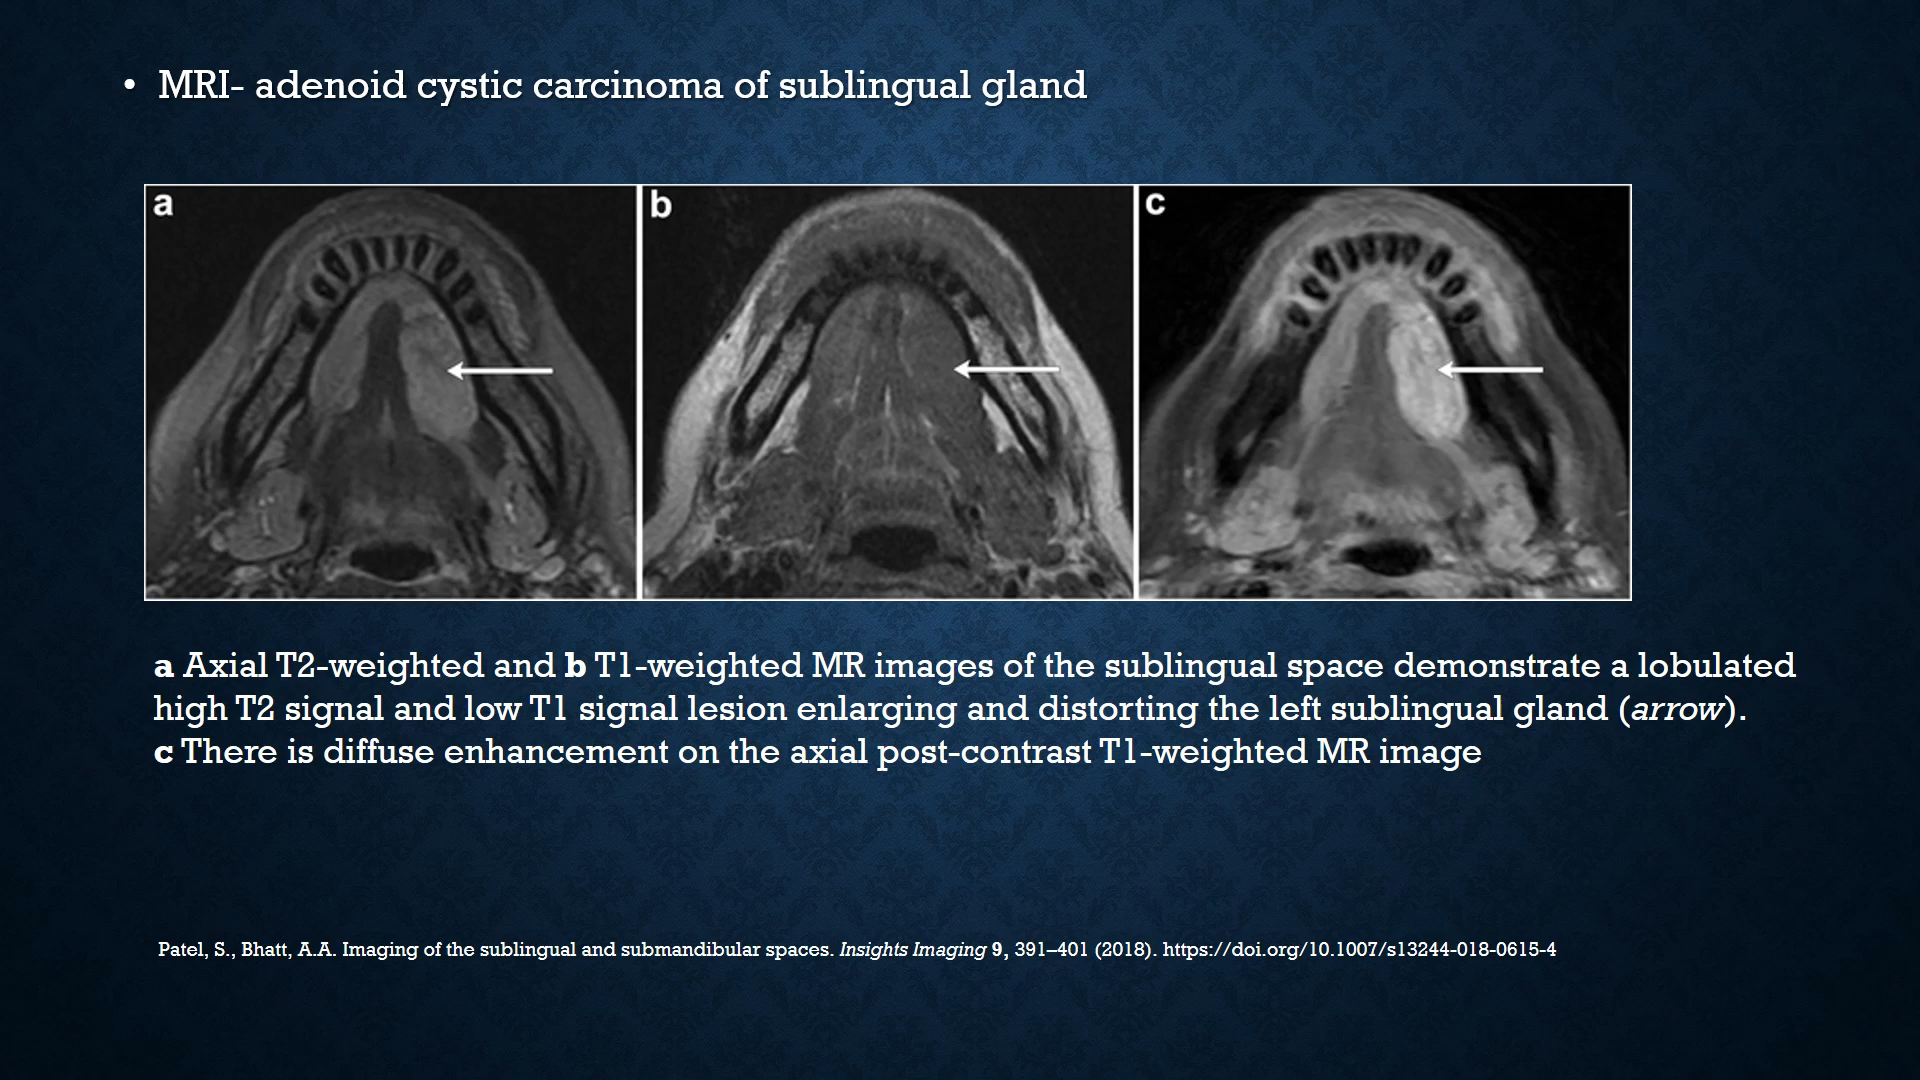 • MRI- adenoid cystic carcinoma of sublingual gland
a
b
c
a Axial T2-weighted and b T1-weighted MR images of the sublingual space demonstrate a lobulated
high T2 signal and low T1 signal lesion enlarging and distorting the left sublingual gland (arrow).
c There is diffuse enhancement on the axial post-contrast T1-weighted MR image
Patel, S., Bhatt, A.A. Imaging of the sublingual and submandibular spaces. Insights Imaging 9, 391–401 (2018). https://doi.org/10.1007/s13244-018-0615-4